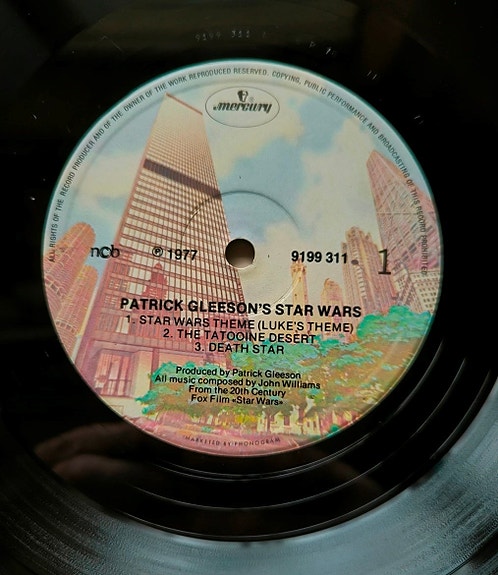 9199 311
ALL RIGHTS OF THE RECORD PRODUCER AND OF THE OWNER OF THE WORK REPRODUCED RESERVED. COPYING, PUBLIC PERFORMANCE AND BROADCASTING OF THIS RECORD PROHIBITED
mercury
ncb
℗ 1977
9199 311
1
PATRICK GLEESON'S STAR WARS
1. STAR WARS THEME (LUKE'S THEME)
2. THE TATOOINE DESERT
3. DEATH STAR
Produced by Patrick Gleeson
All music composed by John Williams
From the 20th Century
Fox Film «Star Wars»
MARKETED BY PHONOGRAM